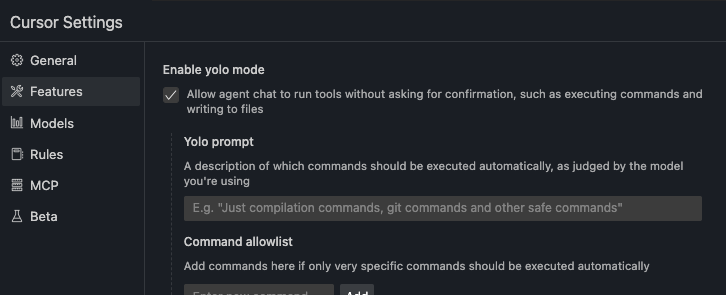 Cursor Settings
General
Features
Models
Rules
MCP
Beta
Enable yolo mode
Allow agent chat to run tools without asking for confirmation, such as executing commands and
writing to files
Yolo prompt
A description of which commands should be executed automatically, as judged by the model
you're using
E.g. "Just compilation commands, git commands and other safe commands"
Command allowlist
Add commands here if only very specific commands should be executed automatically
Enter new command
Add